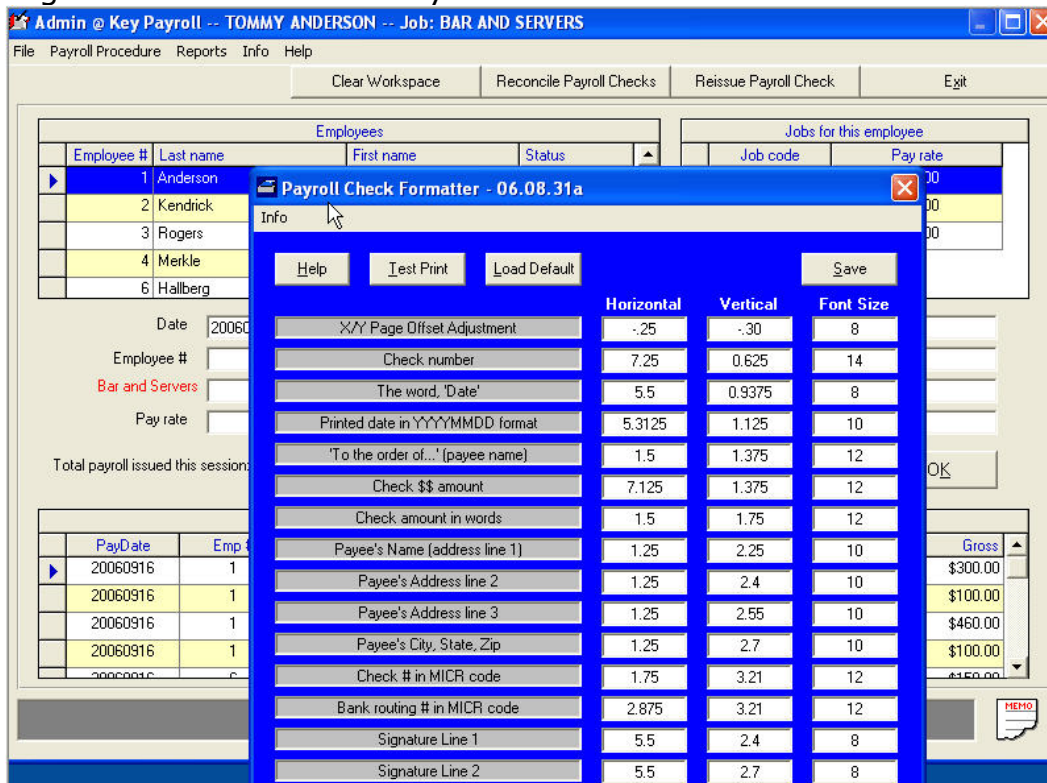 Admin @ Key Payroll -- TOMMY ANDERSON -- Job: BAR AND SERVERS
File Payroll Procedure Reports Info Help
Clear Workspace Reconcile Payroll Checks Reissue Payroll Check Exit
Employees Jobs for this employee
Employee # Last name First name Status Job code Pay rate
1 Anderson 00
2 Kendrick 00
3 Rogers 00
4 Merkle
6 Hallberg
Payroll Check Formatter - 06.08.31a
Info
Help Test Print Load Default Save
Horizontal Vertical Font Size
X/Y Page Offset Adjustment -.25 -.30 8
Check number 7.25 0.625 14
The word, 'Date' 5.5 0.9375 8
Printed date in YYYYMMDD format 5.3125 1.125 10
'To the order of...' (payee name) 1.5 1.375 12
Check $$ amount 7.125 1.375 12
Check amount in words 1.5 1.75 12
Payee's Name (address line 1) 1.25 2.25 10
Payee's Address line 2 1.25 2.4 10
Payee's Address line 3 1.25 2.55 10
Payee's City, State, Zip 1.25 2.7 10
Check # in MICR code 1.75 3.21 12
Bank routing # in MICR code 2.875 3.21 12
Signature Line 1 5.5 2.4 8
Signature Line 2 5.5 2.7 8
Date 20060
Employee #
Bar and Servers
Pay rate
Total payroll issued this session: OK
PayDate Emp # Gross
20060916 1 $300.00
20060916 1 $100.00
20060916 1 $460.00
20060916 1 $100.00
MEMO